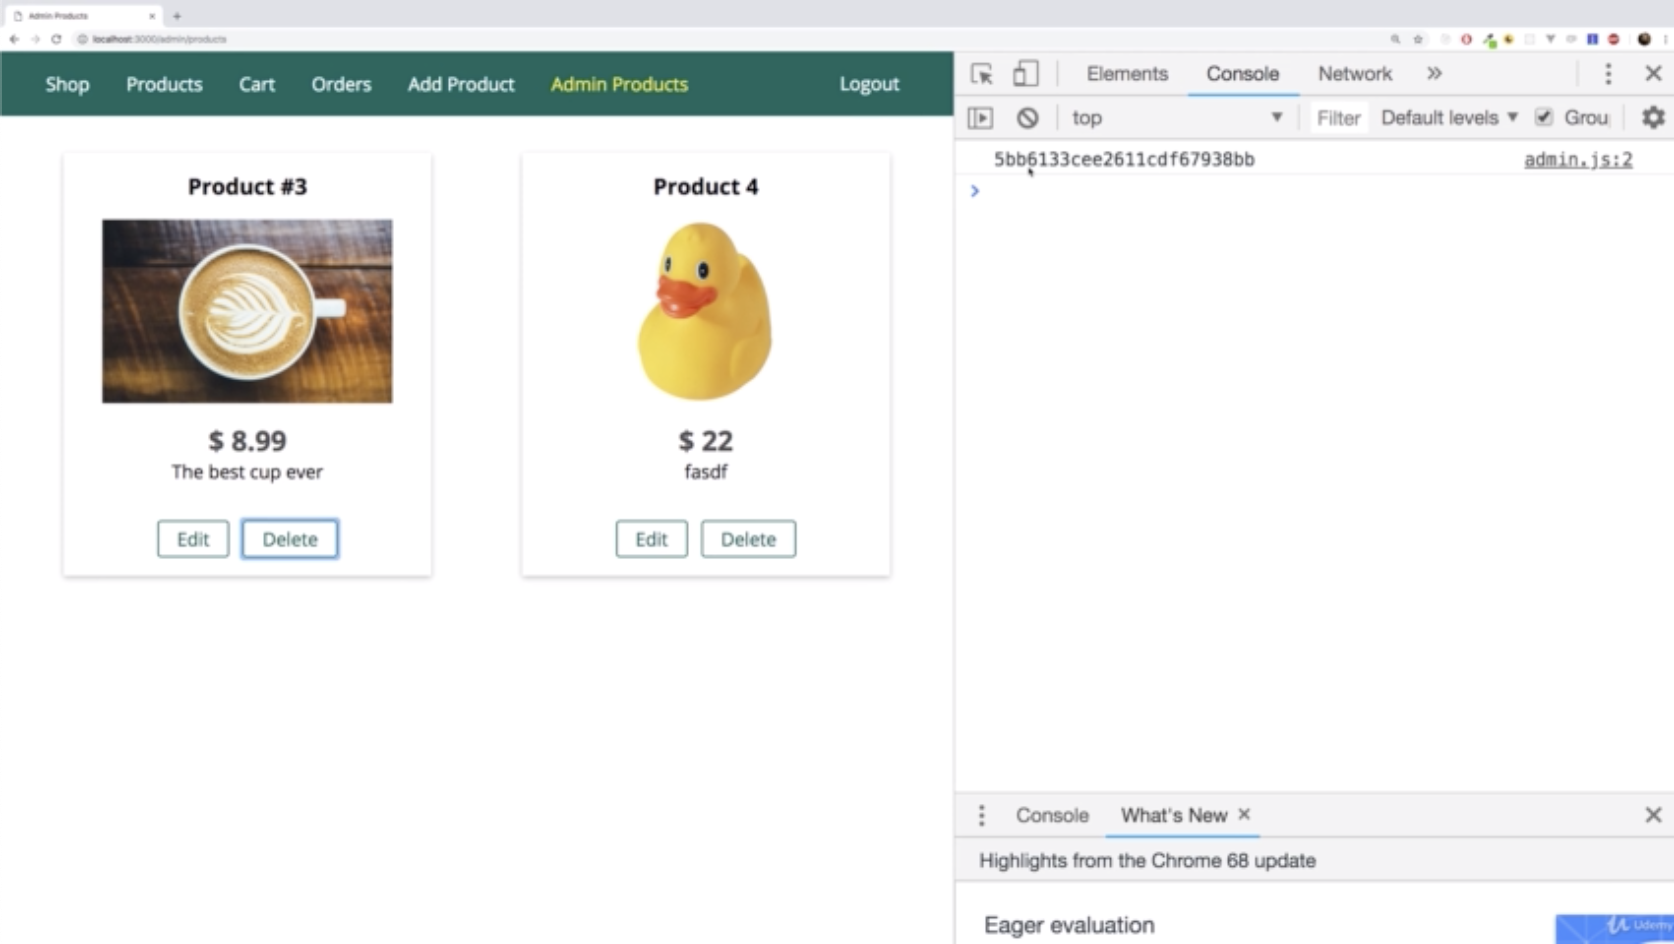 Admin Products
localhost:3000/admin/products
Shop Products Cart Orders Add Product Admin Products Logout
Product #3
$ 8.99
The best cup ever
Edit Delete
Product 4
$ 22
fasdf
Edit Delete
Elements Console Network
top Filter Default levels Grou
5bb6133cee2611cdf67938bb admin.js:2
Console What's New
Highlights from the Chrome 68 update
Eager evaluation
Udemy